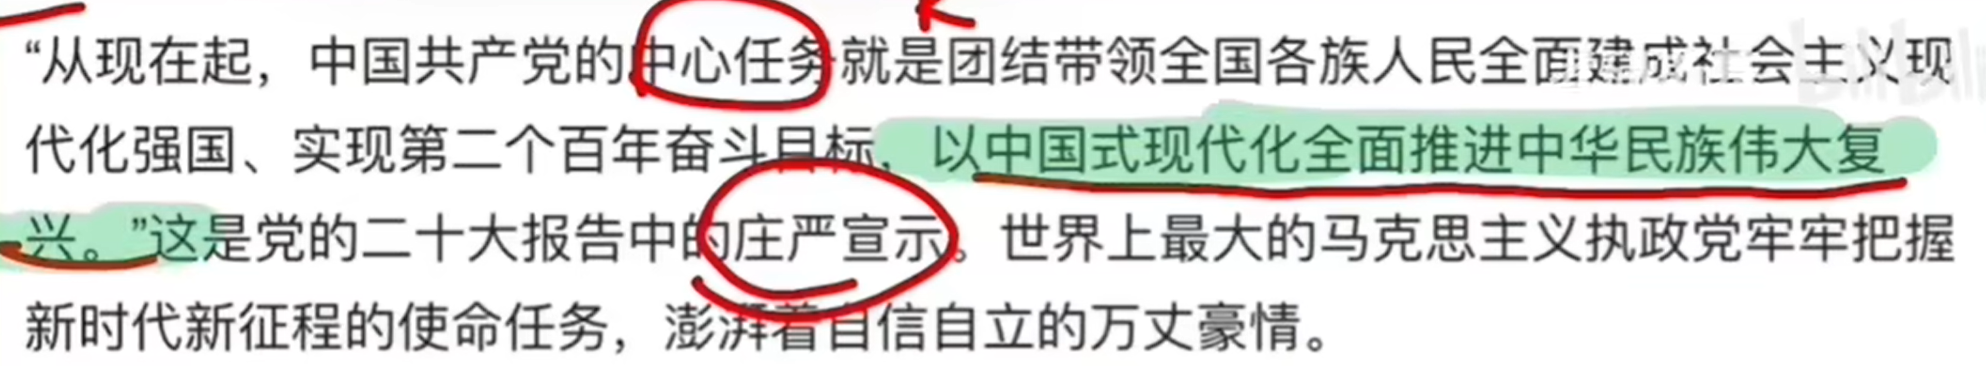 “从现在起，中国共产党的中心任务就是团结带领全国各族人民全面建成社会主义现
代化强国、实现第二个百年奋斗目标，以中国式现代化全面推进中华民族伟大复
兴。”这是党的二十大报告中的庄严宣示。世界上最大的马克思主义执政党牢牢把握
新时代新征程的使命任务，澎湃着自信自立的万丈豪情。